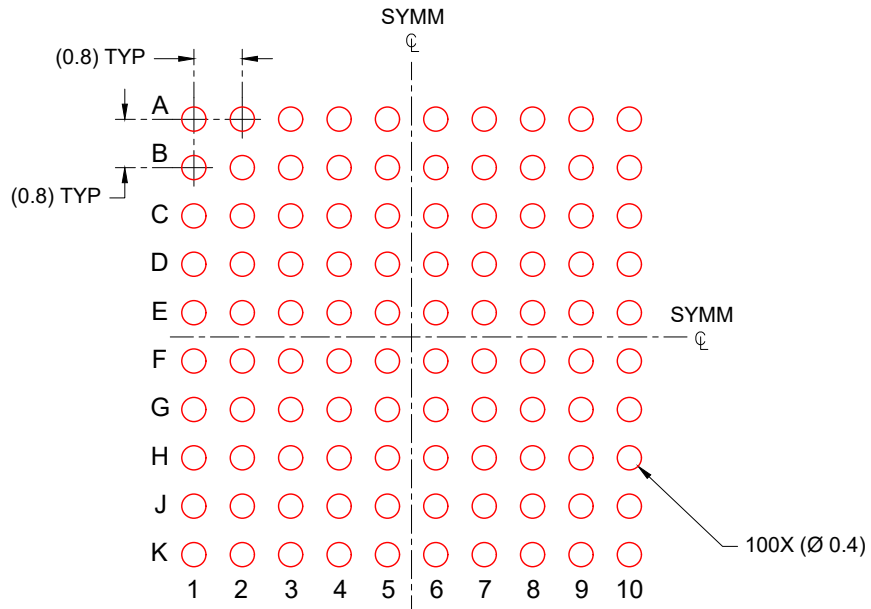 SYMM
℄
(0.8) TYP
A
B
(0.8) TYP
C
D
E
SYMM
℄
F
G
H
J
K
100X (Ø 0.4)
1 2 3 4 5 6 7 8 9 10